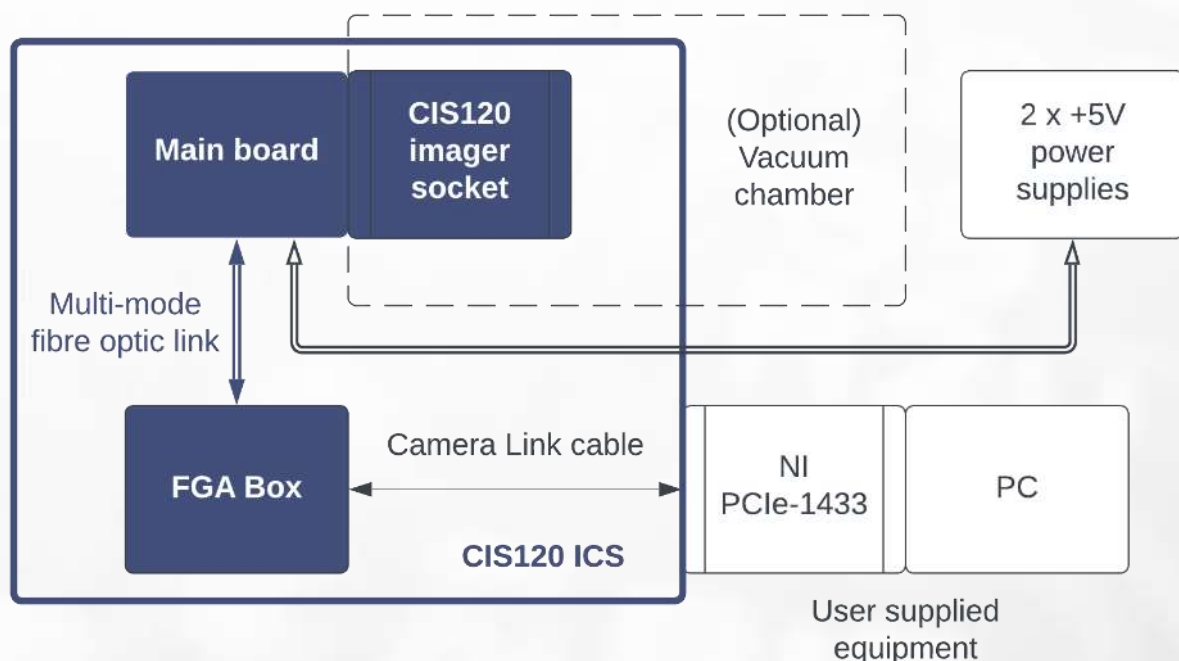 Main board
CIS120
imager
socket
(Optional)
Vacuum
chamber
2 x +5V
power
supplies
Multi-mode
fibre optic link
FGA Box
Camera Link cable
CIS120 ICS
NI
PCIe-1433
PC
User supplied
equipment